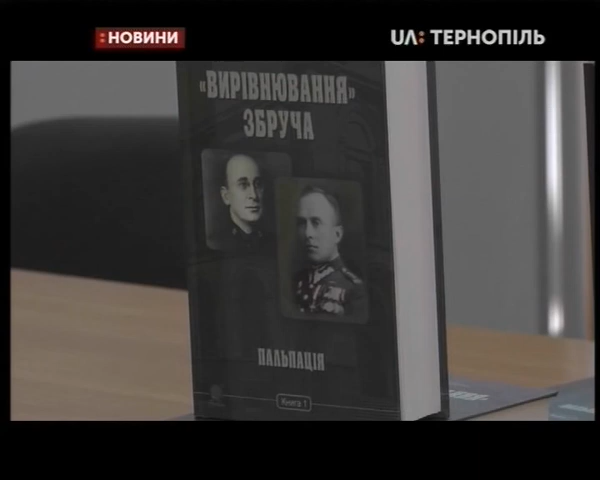 :НОВИНИ
UA: ТЕРНОПІЛЬ
«ВИРІВНЮВАННЯ»
ЗБРУЧА
ПАЛЬПАЦІЯ
Книга 1